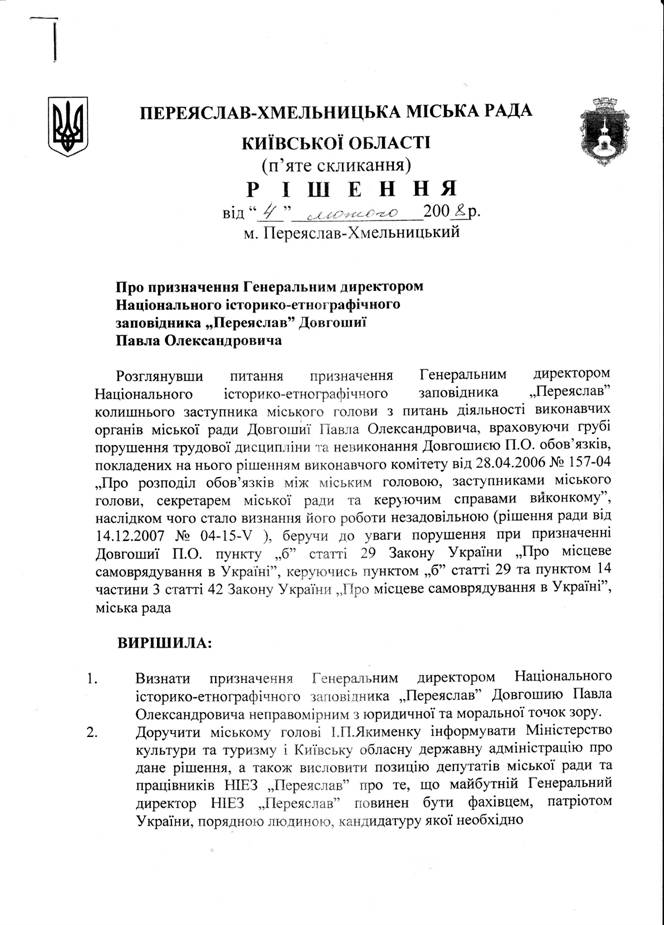 ПЕРЕЯСЛАВ-ХМЕЛЬНИЦЬКА МІСЬКА РАДА
КИЇВСЬКОЇ ОБЛАСТІ
(п’яте скликання)
Р І Ш Е Н Н Я
від “ 4 ” лютого 2008 р.
м. Переяслав-Хмельницький
Про призначення Генеральним директором
Національного історико-етнографічного
заповідника „Переяслав” Довгошиї
Павла Олександровича
Розглянувши питання призначення Генеральним директором
Національного історико-етнографічного заповідника „Переяслав”
колишнього заступника міського голови з питань діяльності виконавчих
органів міської ради Довгошиї Павла Олександровича, враховуючи грубі
порушення трудової дисципліни та невиконання Довгошиєю П.О. обов’язків,
покладених на нього рішенням виконавчого комітету від 28.04.2006 № 157-04
„Про розподіл обов’язків між міським головою, заступниками міського
голови, секретарем міської ради та керуючим справами виконкому”,
наслідком чого стало визнання його роботи незадовільною (рішення ради від
14.12.2007 № 04-15-V ), беручи до уваги порушення при призначенні
Довгошиї П.О. пункту „б” статті 29 Закону України „Про місцеве
самоврядування в Україні”, керуючись пунктом „б” статті 29 та пунктом 14
частини 3 статті 42 Закону України „Про місцеве самоврядування в Україні”,
міська рада
ВИРІШИЛА:
1. Визнати призначення Генеральним директором Національного
історико-етнографічного заповідника „Переяслав” Довгошию Павла
Олександровича неправомірним з юридичної та моральної точок зору.
2. Доручити міському голові І.П.Якименку інформувати Міністерство
культури та туризму і Київську обласну державну адміністрацію про
дане рішення, а також висловити позицію депутатів міської ради та
працівників НІЕЗ „Переяслав” про те, що майбутній Генеральний
директор НІЕЗ „Переяслав” повинен бути фахівцем, патріотом
України, порядною людиною, кандидатуру якої необхідно